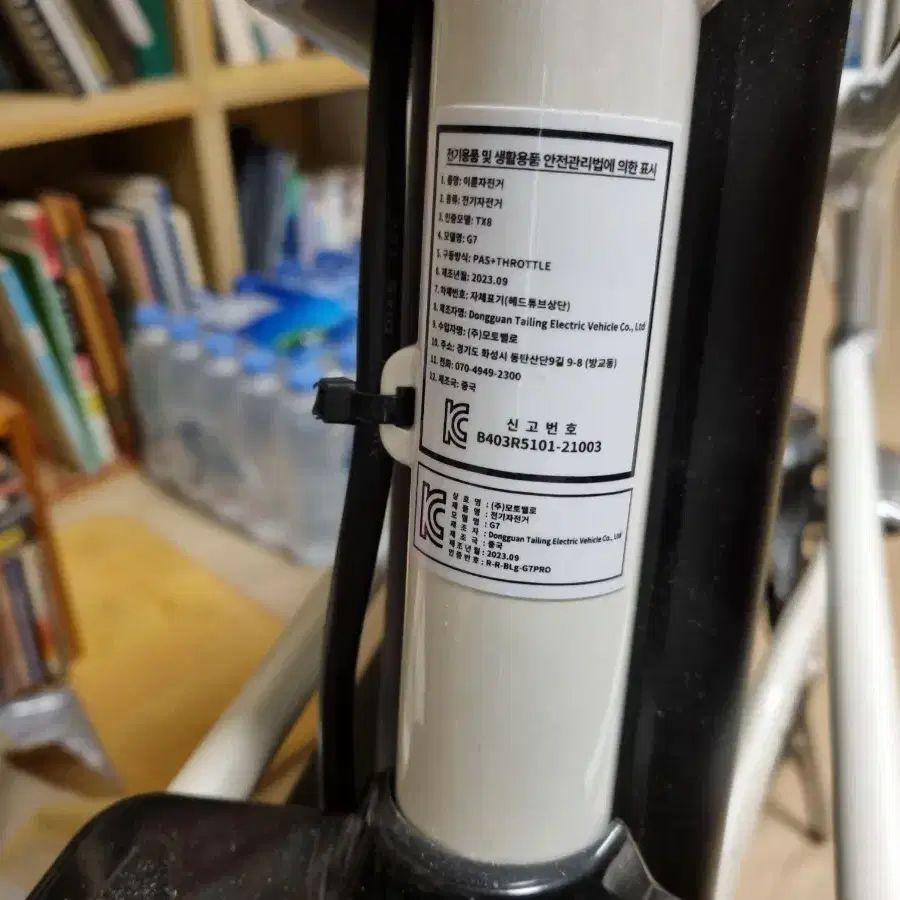 전기용품 및 생활용품 안전관리법에 의한 표시
1. 품명: 이륜자전거
2. 종류: 전기자전거
3. 인증모델: TX8
4. 모델명: G7
5. 구동방식: PAS+THROTTLE
6. 제조년월: 2023.09
7. 차체번호: 자체표기(헤드튜브상단)
8. 제조자명: Dongguan Tailing Electric Vehicle Co., Ltd
9. 수입자명: (주)모토벨로
10. 주소: 경기도 화성시 동탄산단9길 9-8 (방교동)
11. 전화: 070-4949-2300
12. 제조국: 중국
신 고 번 호
B403R5101-21003
상 호 명 : (주)모토벨로
제 품 명 : 전기자전거
모 델 명 : G7
제 조 자 : Dongguan Tailing Electric Vehicle Co., Ltd
제 조 국 : 중국
제조년월 : 2023.09
인증번호 : R-R-BLg-G7PRO